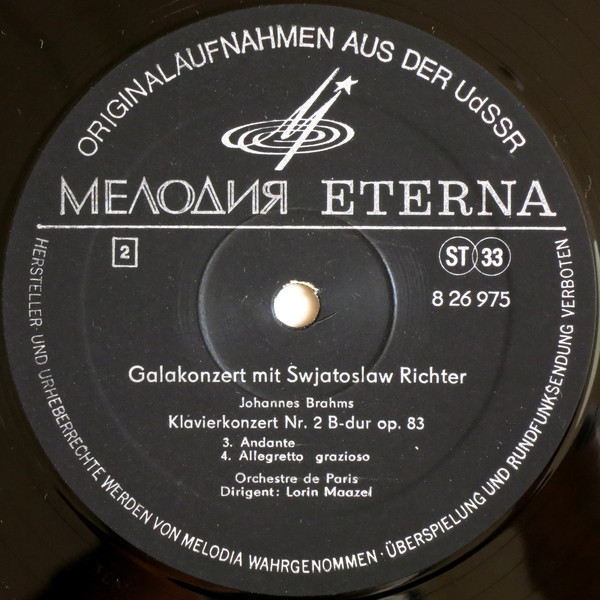 ORIGINALAUFNAHMEN AUS DER UdSSR
МЕЛОДИЯ ETERNA
2
ST 33
8 26 975
Galakonzert mit Swjatoslaw Richter
Johannes Brahms
Klavierkonzert Nr. 2 B-dur op. 83
3. Andante
4. Allegretto grazioso
Orchestre de Paris
Dirigent: Lorin Maazel
HERSTELLER- UND URHEBERRECHTE WERDEN VON MELODIA WAHRGENOMMEN · ÜBERSPIELUNG UND RUNDFUNKSENDUNG VERBOTEN